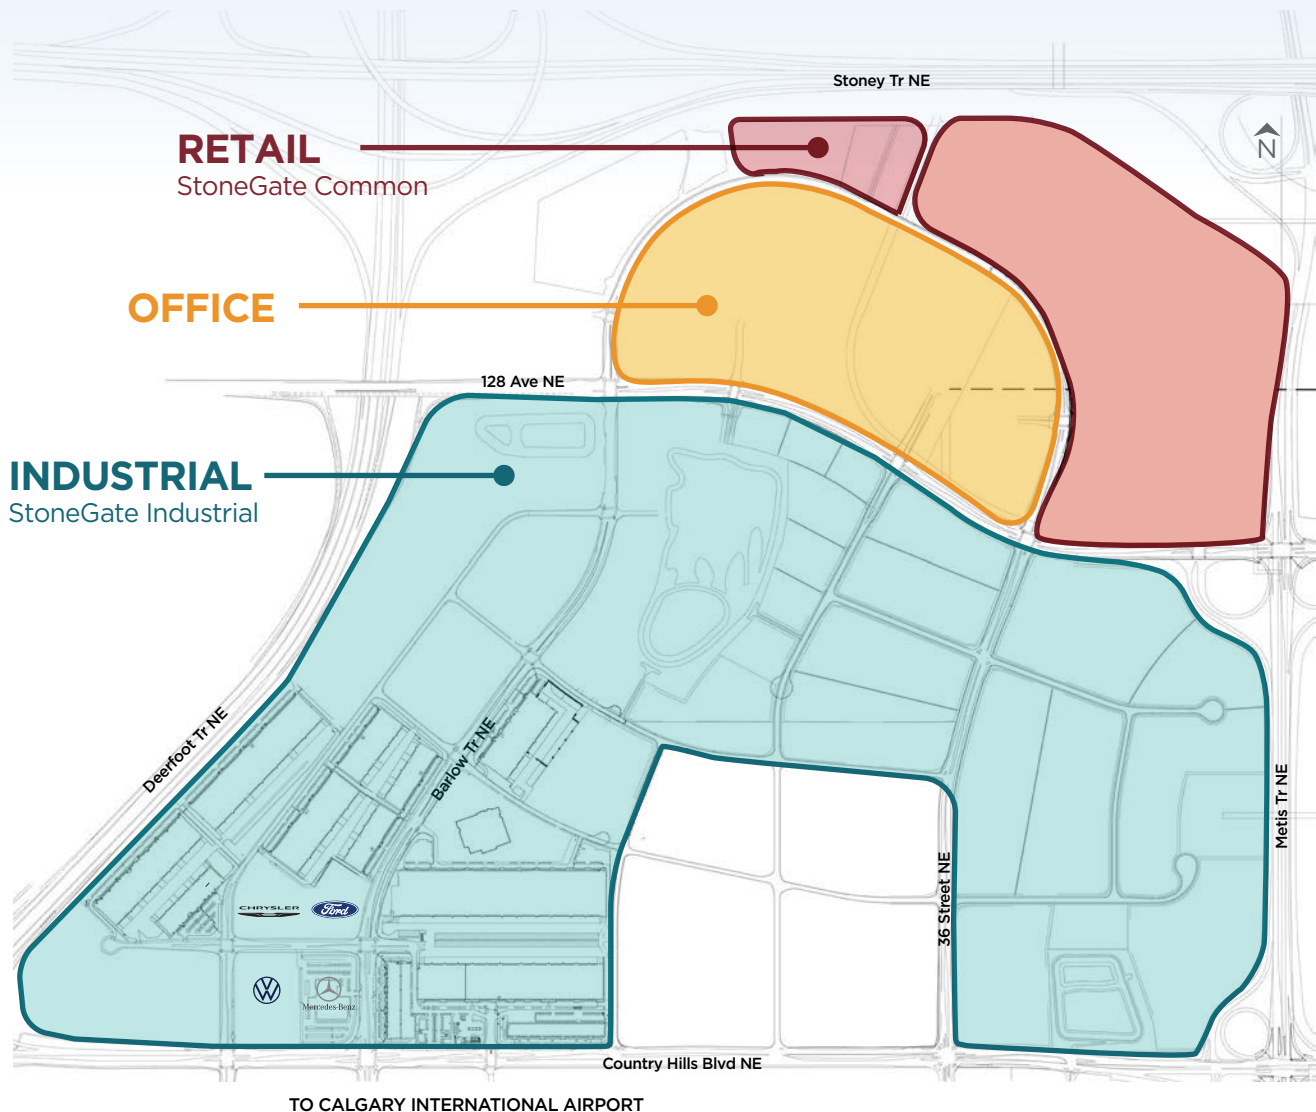 Stoney Tr NE
RETAIL
StoneGate Common
N
OFFICE
128 Ave NE
INDUSTRIAL
StoneGate Industrial
Deerfoot Tr NE
Barlow Tr NE
Metis Tr NE
36 Street NE
CHRYSLER
Ford
VW
Mercedes-Benz
Country Hills Blvd NE
TO CALGARY INTERNATIONAL AIRPORT